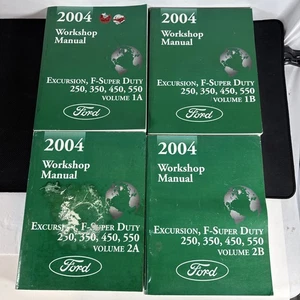 2004
Workshop
Manual
EXCURSION, F-SUPER DUTY
250, 350, 450, 550
VOLUME 1A
Ford
2004
Workshop
Manual
EXCURSION, F-SUPER DUTY
250, 350, 450, 550
VOLUME 1B
Ford
2004
Workshop
Manual
EXCURSION, F-SUPER DUTY
250, 350, 450, 550
VOLUME 2A
Ford
2004
Workshop
Manual
EXCURSION, F-SUPER DUTY
250, 350, 450, 550
VOLUME 2B
Ford